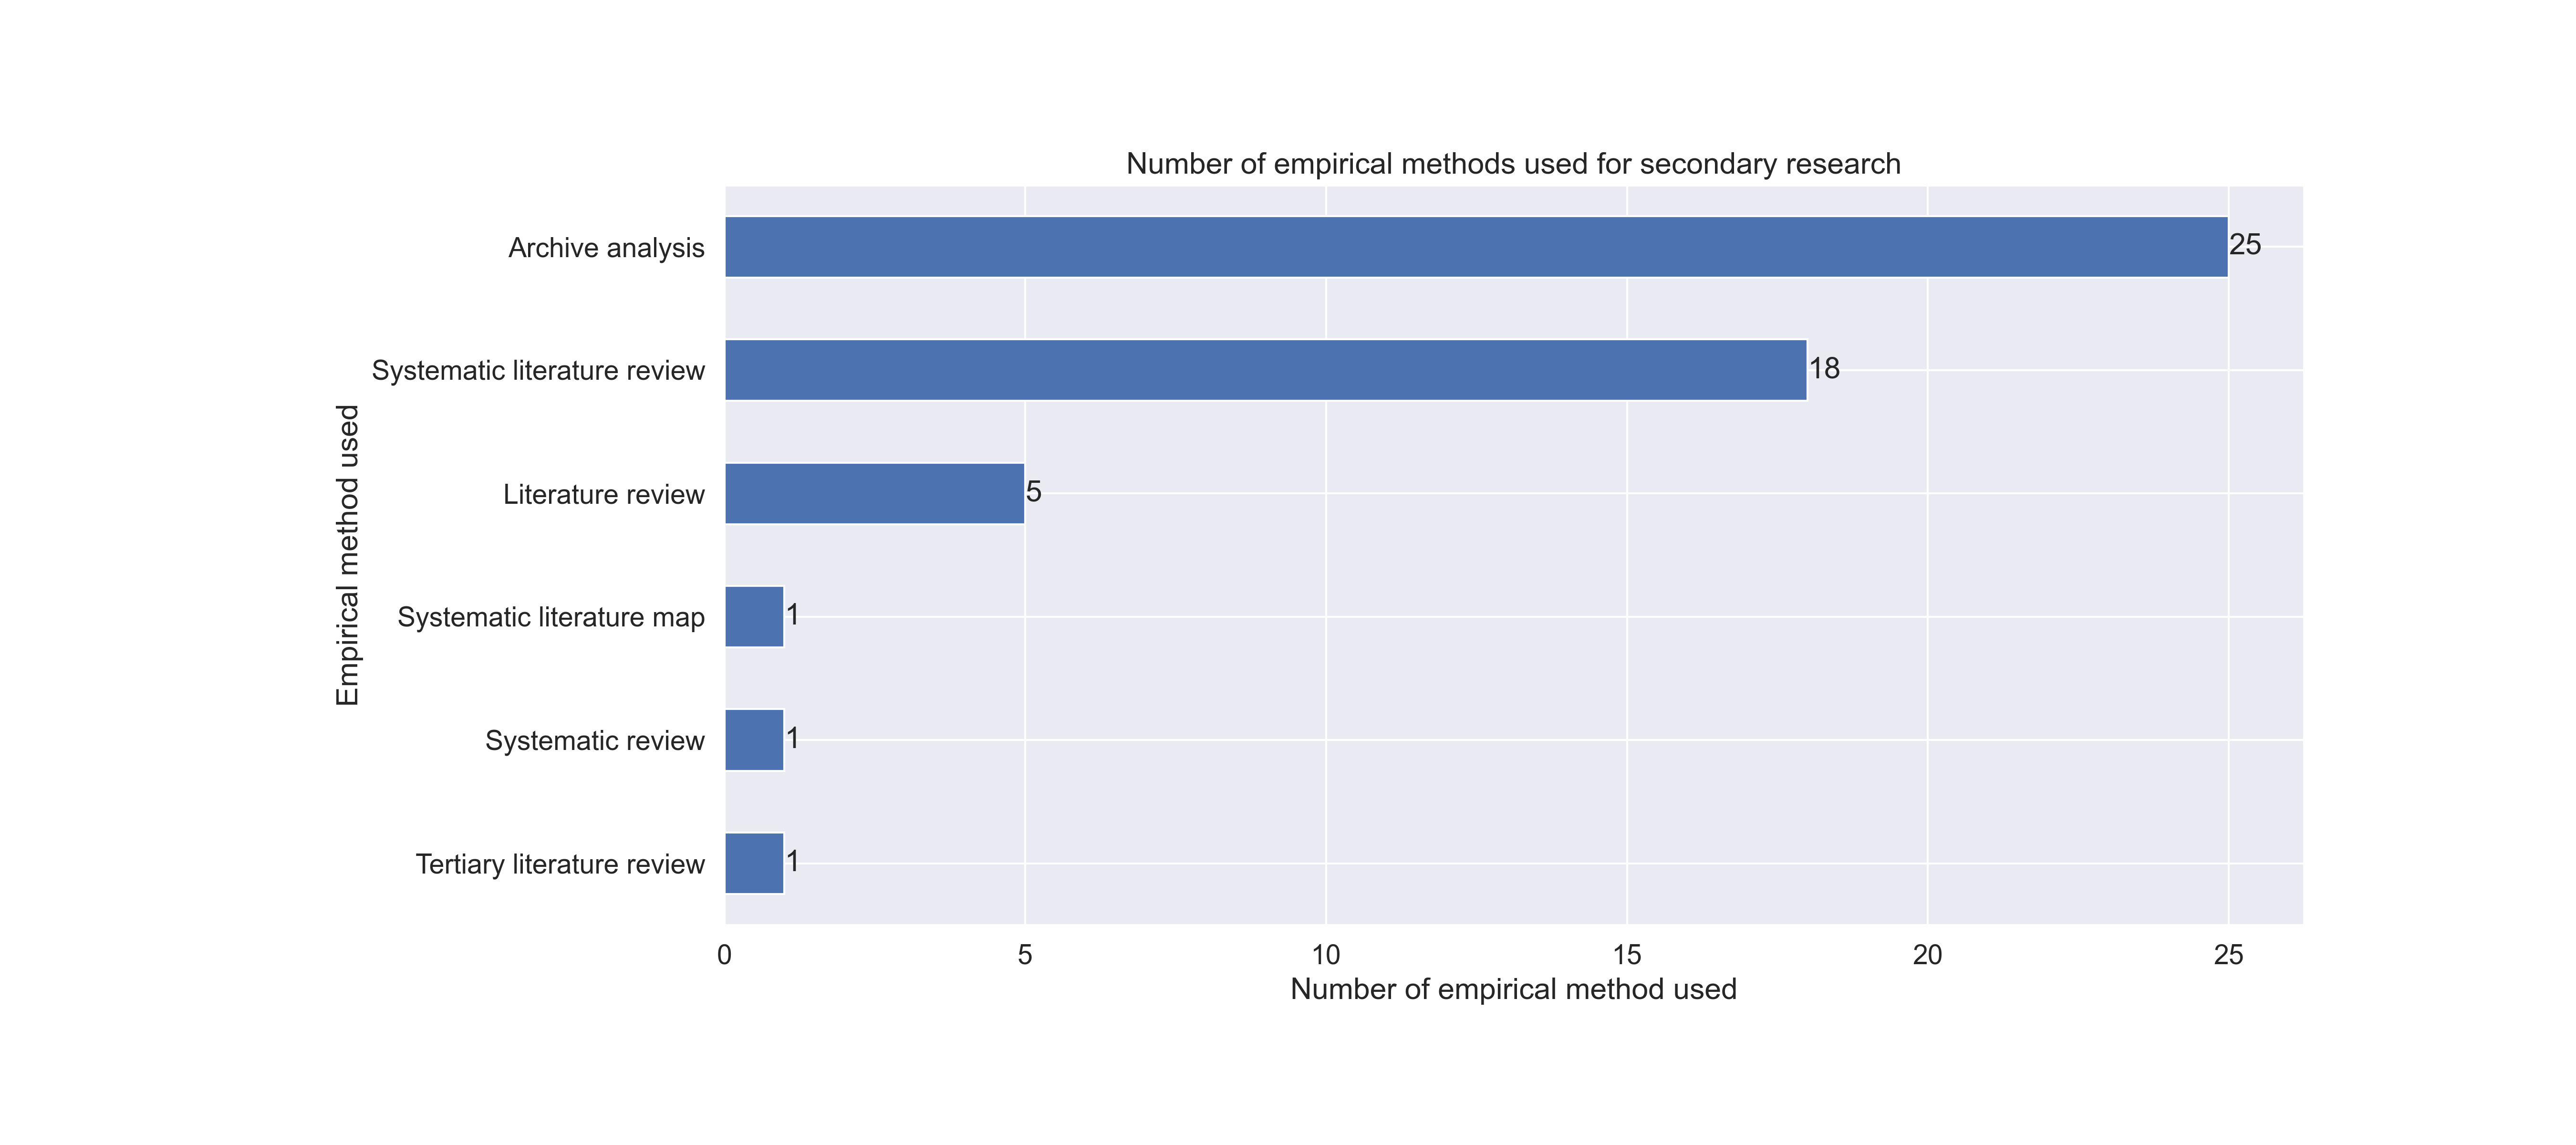 Number of empirical methods used for secondary research
Archive analysis
25
Systematic literature review
18
Literature review
5
Systematic literature map
1
Systematic review
1
Tertiary literature review
1
Empirical method used
0 5 10 15 20 25
Number of empirical method used